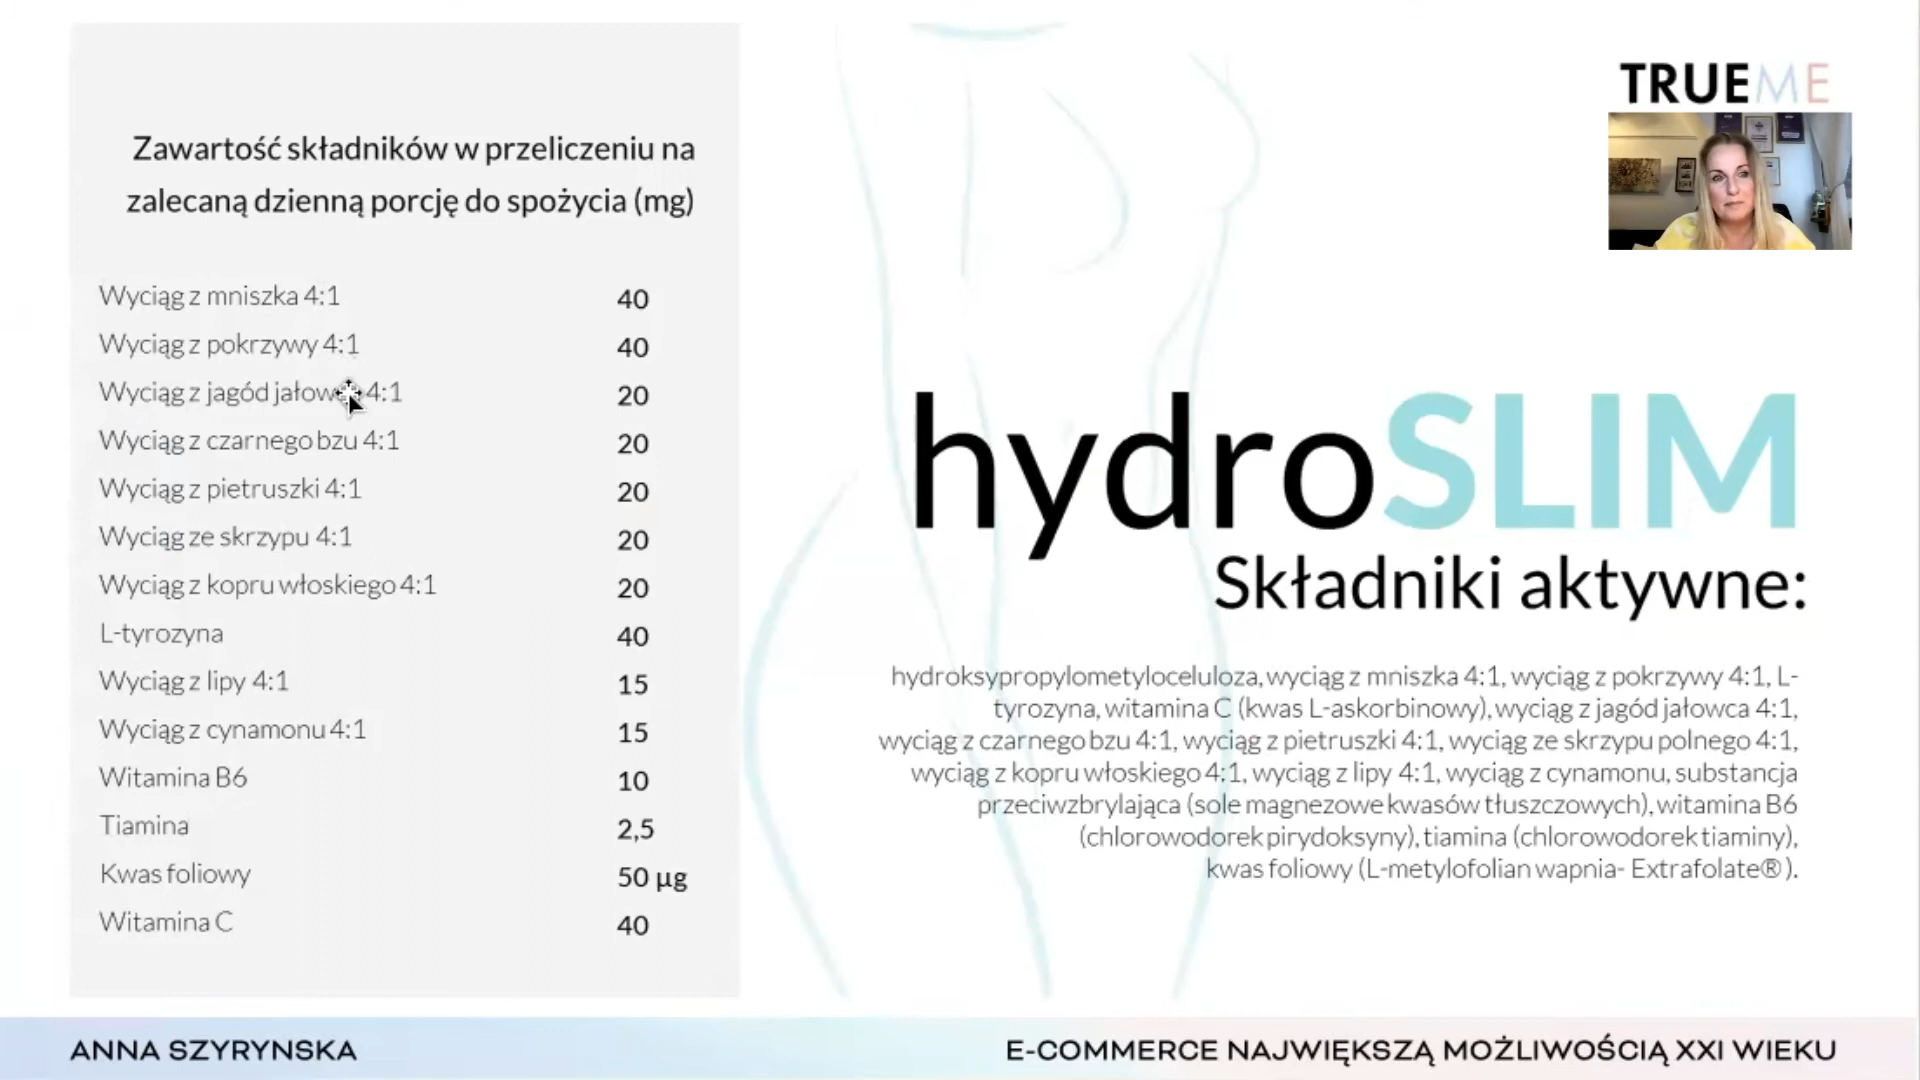 TRUEME
Zawartość składników w przeliczeniu na
zalecaną dzienną porcję do spożycia (mg)
Wyciąg z mniszka 4:1 40
Wyciąg z pokrzywy 4:1 40
Wyciąg z jagód 4:1 20
Wyciąg z czarnego bzu 4:1 20
Wyciąg z pietruszki 4:1 20
Wyciąg ze skrzypu 4:1 20
Wyciąg z kopru włoskiego 4:1 20
L-tyrozyna 40
Wyciąg z lipy 4:1 15
Wyciąg z cynamonu 4:1 15
Witamina B6 10
Tiamina 2,5
Kwas foliowy 50 µg
Witamina C 40
hydroSLIM
Składniki aktywne:
hydroksypropylometyloceluloza, wyciąg z mniszka 4:1, wyciąg z pokrzywy 4:1, L-
tyrozyna, witamina C (kwas L-askorbinowy), wyciąg z jagód jałowca 4:1,
wyciąg z czarnego bzu 4:1, wyciąg z pietruszki 4:1, wyciąg ze skrzypu polnego 4:1,
wyciąg z kopru włoskiego 4:1, wyciąg z lipy 4:1, wyciąg z cynamonu, substancja
przeciwzbrylająca (sole magnezowe kwasów tłuszczowych), witamina B6
(chlorowodorek pirydoksyny), tiamina (chlorowodorek tiaminy),
kwas foliowy (L-metylofolian wapnia- Extrafolate®).
ANNA SZYRYNSKA
E-COMMERCE NAJWIĘKSZĄ MOŻLIWOŚCIĄ XXI WIEKU